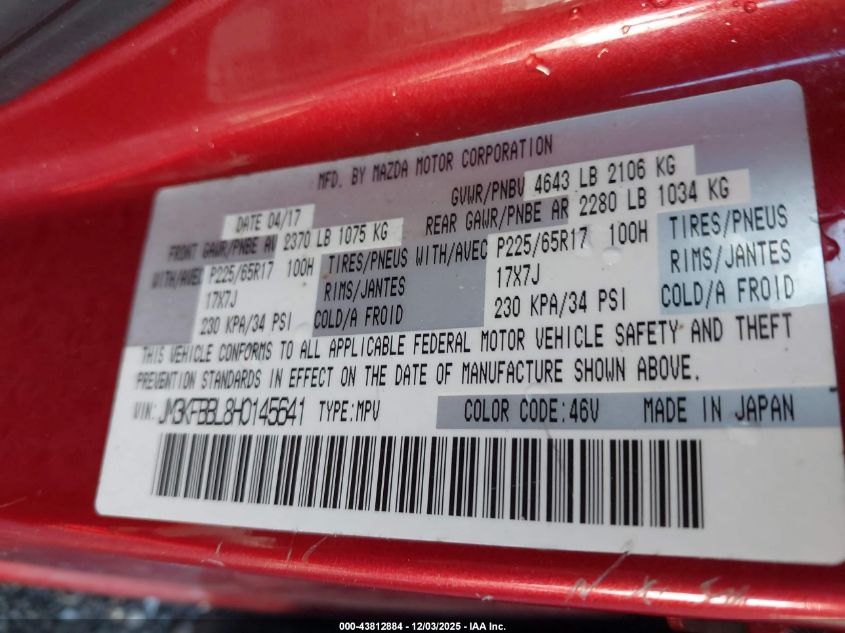 MFD. BY MAZDA MOTOR CORPORATION
DATE 04/17 GVWR/PNBV 4643 LB 2106 KG
FRONT GAWR/PNBE AV 2370 LB 1075 KG REAR GAWR/PNBE AR 2280 LB 1034 KG
WITH/AVEC P225/65R17 100H TIRES/PNEUS WITH/AVEC P225/65R17 100H TIRES/PNEUS
17X7J RIMS/JANTES 17X7J RIMS/JANTES
230 KPA/34 PSI COLD/A FROID 230 KPA/34 PSI COLD/A FROID
THIS VEHICLE CONFORMS TO ALL APPLICABLE FEDERAL MOTOR VEHICLE SAFETY AND THEFT
PREVENTION STANDARDS IN EFFECT ON THE DATE OF MANUFACTURE SHOWN ABOVE.
VIN: JM3KFBBL8H0145641 TYPE:MPV COLOR CODE:46V MADE IN JAPAN
000-43812884 - 12/03/2025 - IAA Inc.